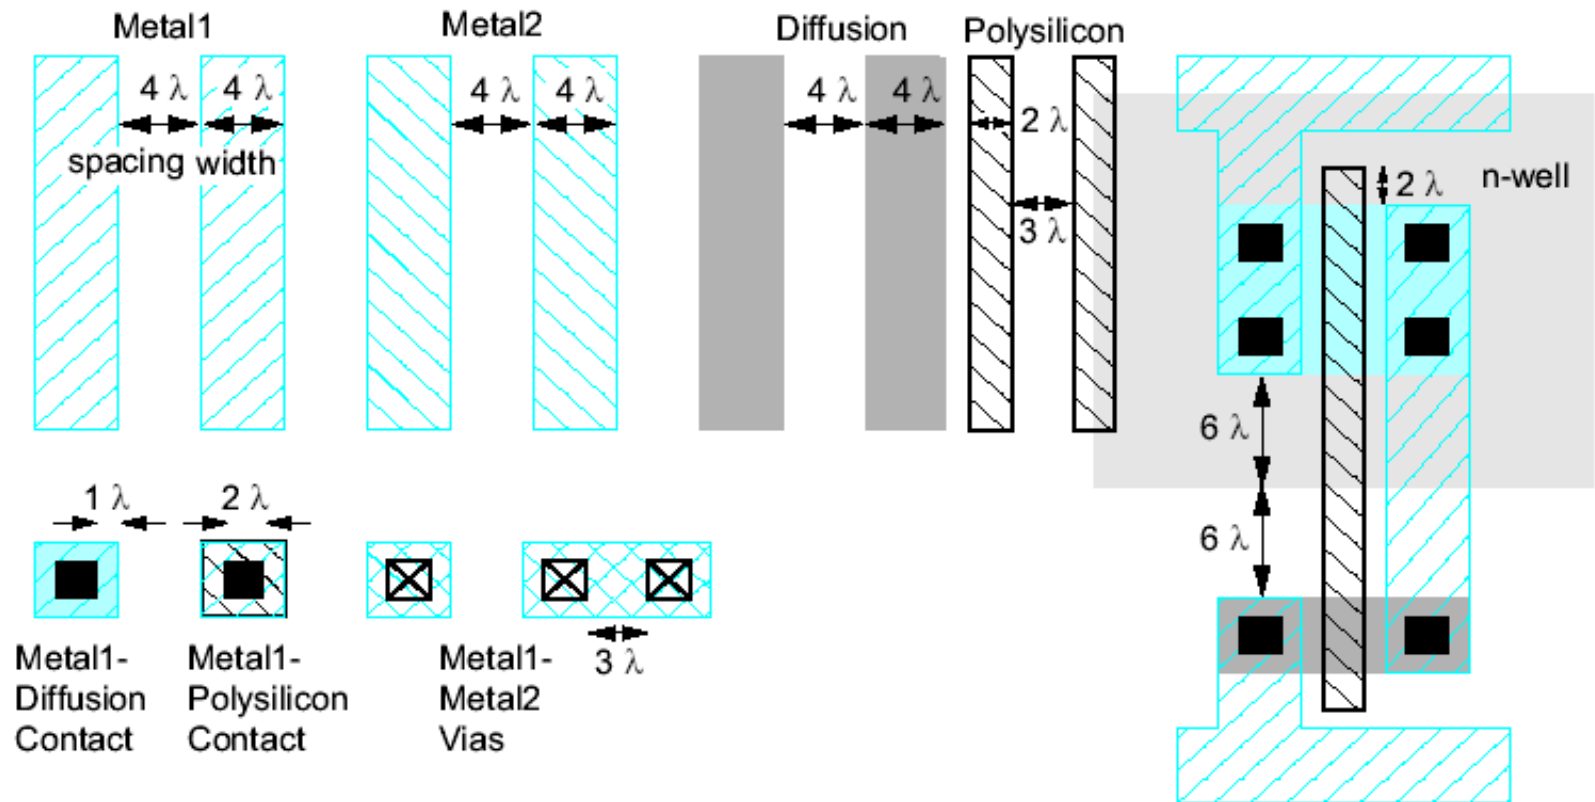 Metal1
Metal2
Diffusion
Polysilicon
4 λ
4 λ
4 λ
4 λ
4 λ
4 λ
2 λ
spacing width
2 λ
n-well
3 λ
6 λ
6 λ
1 λ
2 λ
3 λ
Metal1-
Diffusion
Contact
Metal1-
Polysilicon
Contact
Metal1-
Metal2
Vias